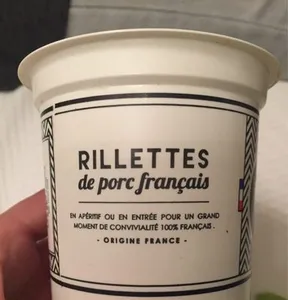 RILLETTES
de porc français
EN APÉRITIF OU EN ENTRÉE POUR UN GRAND
MOMENT DE CONVIVIALITÉ 100% FRANÇAIS.
- ORIGINE FRANCE -